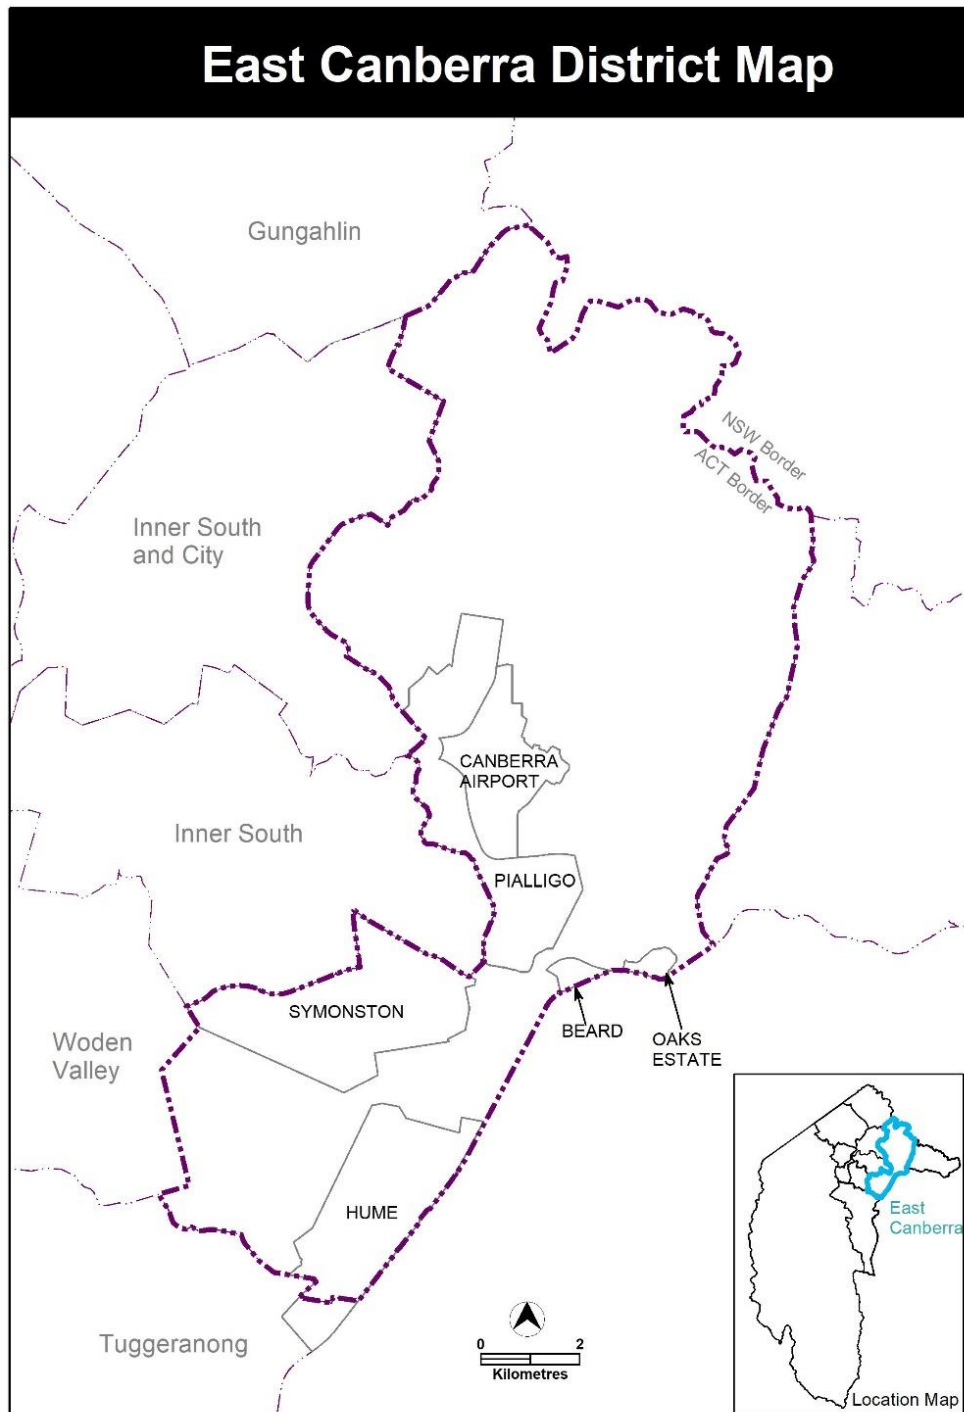 East Canberra District Map
Gungahlin
NSW Border
ACT Border
Inner South
and City
CANBERRA
AIRPORT
Inner South
PIALLIGO
SYMONSTON
BEARD
OAKS
ESTATE
Woden
Valley
HUME
East
Canberra
Tuggeranong
0 2
Kilometres
Location Map